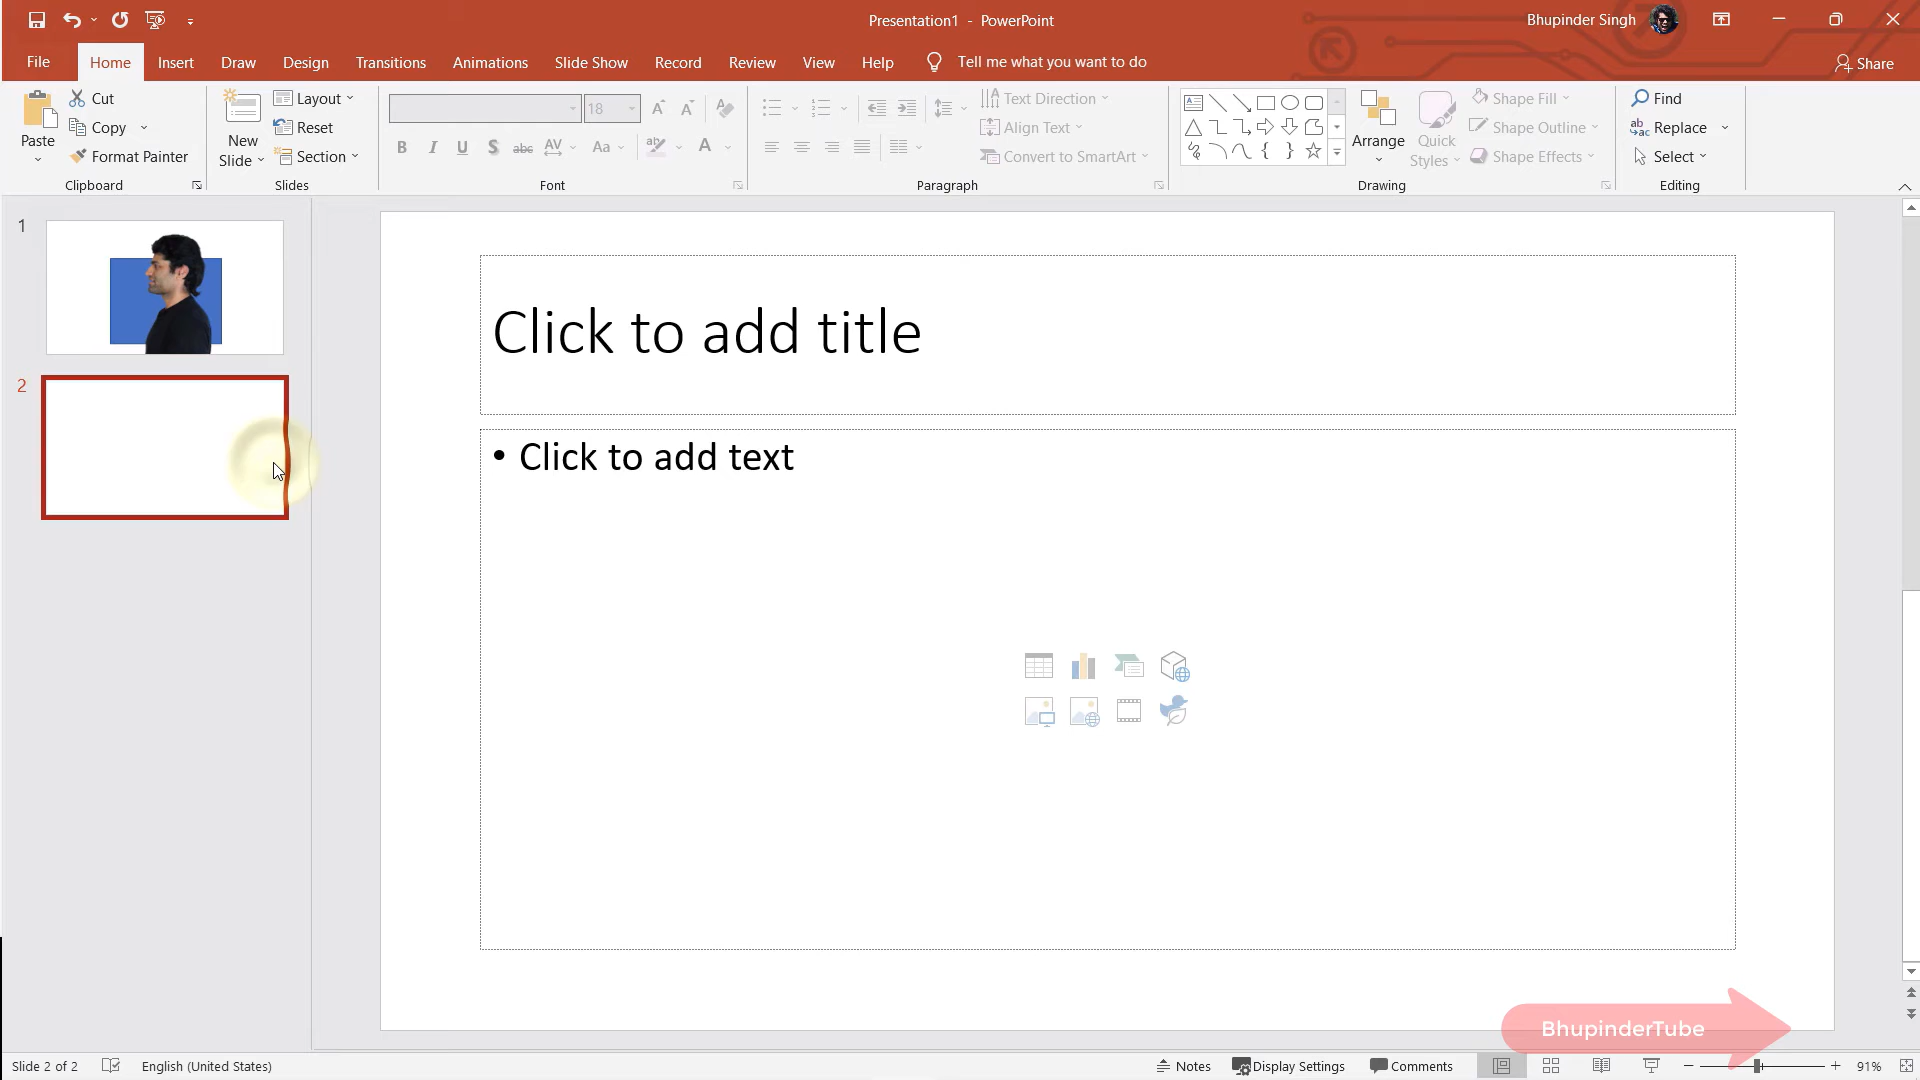 Presentation1 - PowerPoint
Bhupinder Singh
File
Home
Insert
Draw
Design
Transitions
Animations
Slide Show
Record
Review
View
Help
Tell me what you want to do
Share
Paste
Cut
Copy
Format Painter
Clipboard
New
Slide
Layout
Reset
Section
Slides
18
B
I
U
S
abc
AV
Aa
A
Font
Text Direction
Align Text
Convert to SmartArt
Paragraph
Arrange
Quick
Styles
Shape Fill
Shape Outline
Shape Effects
Drawing
Find
Replace
Select
Editing
1
2
Click to add title
• Click to add text
BhupinderTube
Slide 2 of 2
English (United States)
Notes
Display Settings
Comments
91%